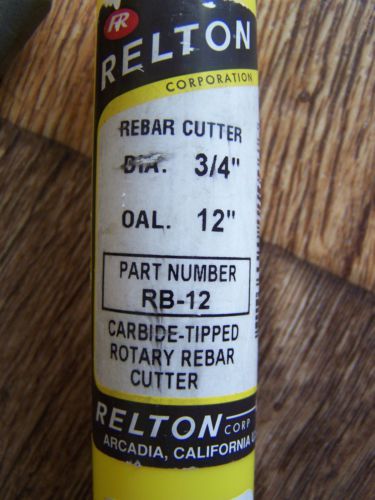 RR
RELTON
CORPORATION
REBAR CUTTER
DIA. 3/4"
OAL. 12"
PART NUMBER
RB-12
CARBIDE-TIPPED
ROTARY REBAR
CUTTER
RELTON
CORP
ARCADIA, CALIFORNIA